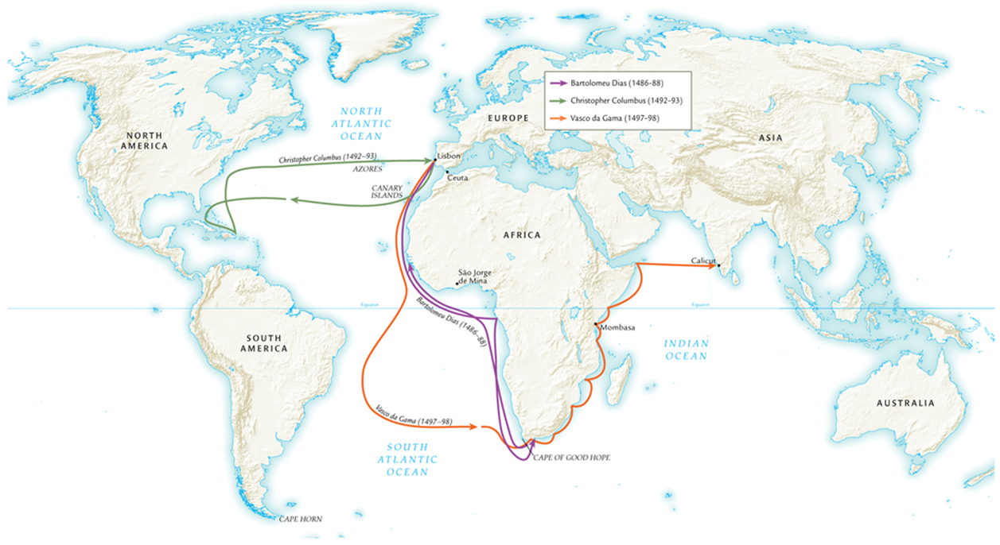 Bartolomeu Dias (1486–88)
Christopher Columbus (1492–93)
Vasco da Gama (1497–98)
NORTH
ATLANTIC
OCEAN
EUROPE
NORTH
AMERICA
ASIA
Christopher Columbus (1492–93)
Lisbon
AZORES
Ceuta
CANARY
ISLANDS
AFRICA
Calicut
São Jorge
de Mina
Equator
Equator
Bartolomeu Dias (1486–88)
Mombasa
SOUTH
AMERICA
INDIAN
OCEAN
AUSTRALIA
Vasco da Gama (1497–98)
SOUTH
ATLANTIC
OCEAN
CAPE OF GOOD HOPE
CAPE HORN